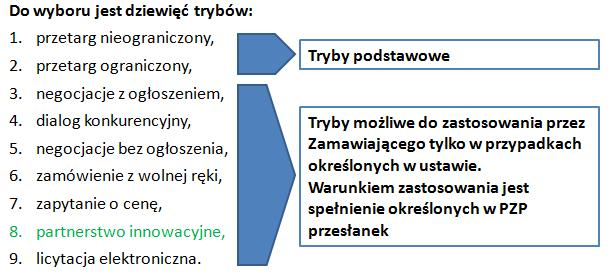 Do wyboru jest dziewięć trybów:
1. przetarg nieograniczony,
2. przetarg ograniczony,
3. negocjacje z ogłoszeniem,
4. dialog konkurencyjny,
5. negocjacje bez ogłoszenia,
6. zamówienie z wolnej ręki,
7. zapytanie o cenę,
8. partnerstwo innowacyjne,
9. licytacja elektroniczna.
Tryby podstawowe
Tryby możliwe do zastosowania przez
Zamawiającego tylko w przypadkach
określonych w ustawie.
Warunkiem zastosowania jest
spełnienie określonych w PZP
przesłanek